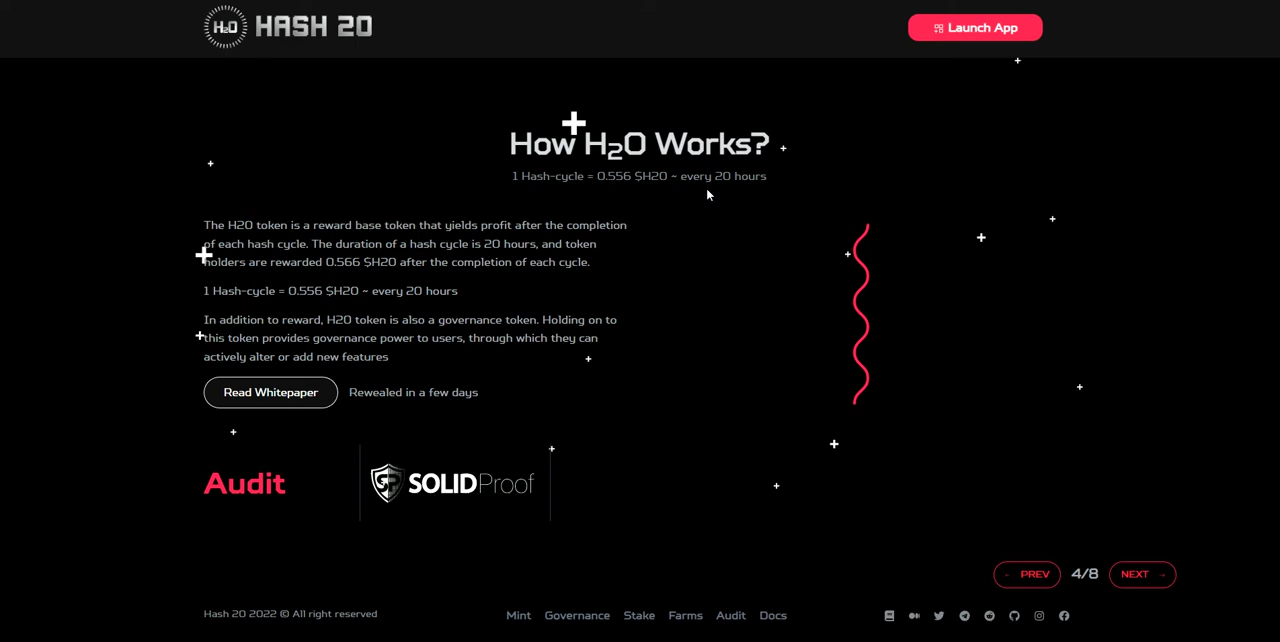 H2O HASH 20
Launch App
How H2O Works?
1 Hash-cycle = 0.556 $H20 ~ every 20 hours
The H20 token is a reward base token that yields profit after the completion
of each hash cycle. The duration of a hash cycle is 20 hours, and token
holders are rewarded 0.566 $H20 after the completion of each cycle.
1 Hash-cycle = 0.556 $H20 ~ every 20 hours
In addition to reward, H20 token is also a governance token. Holding on to
this token provides governance power to users, through which they can
actively alter or add new features
Read Whitepaper Rewealed in a few days
Audit SOLIDProof
← PREV 4/8 NEXT →
Hash 20 2022 © All right reserved Mint Governance Stake Farms Audit Docs